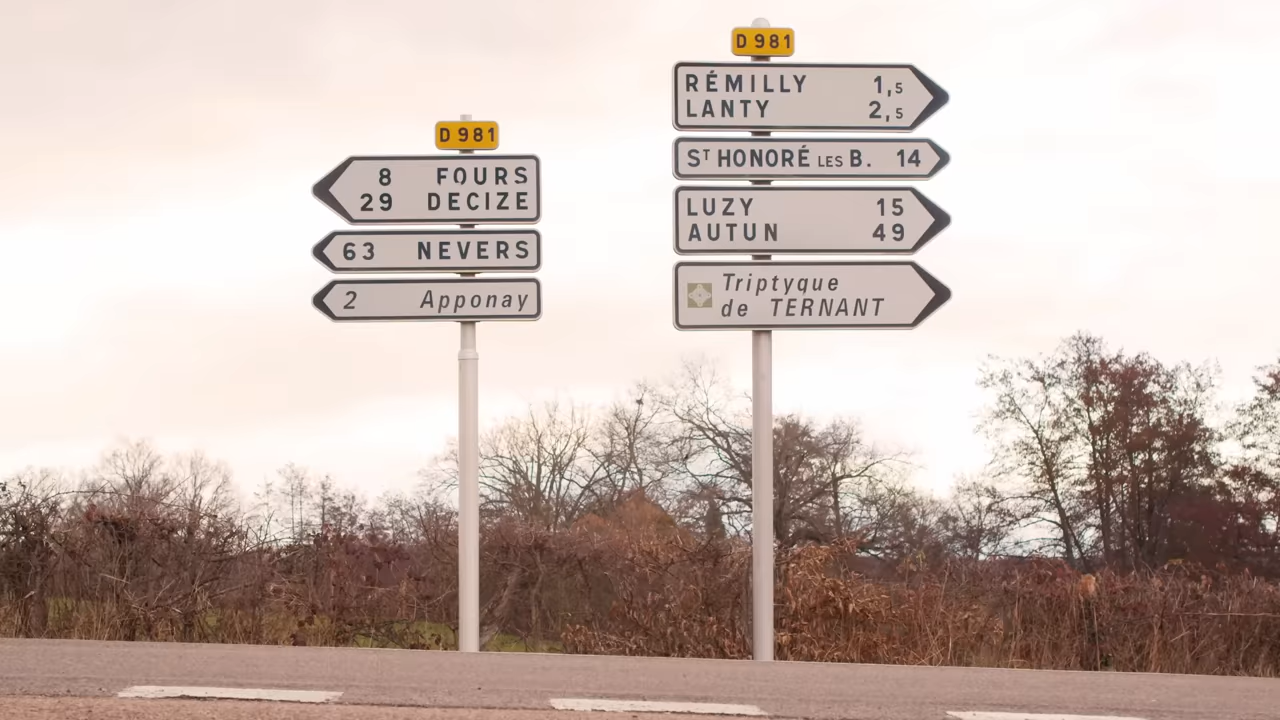 D 981
8 FOURS
29 DECIZE
63 NEVERS
2 Apponay
D 981
RÉMILLY 1,5
LANTY 2,5
ST HONORÉ LES B. 14
LUZY 15
AUTUN 49
Triptyque
de TERNANT